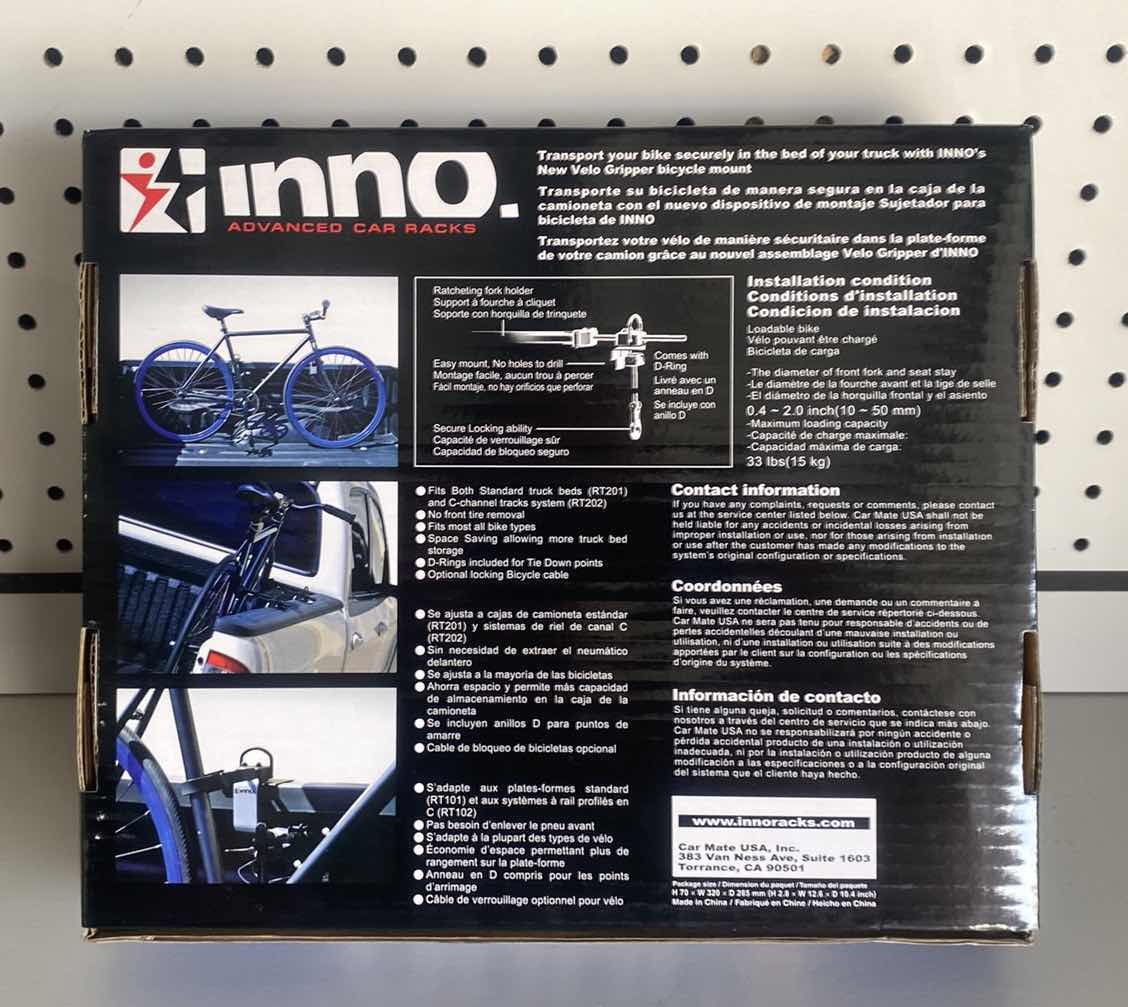 inno.
ADVANCED CAR RACKS
Transport your bike securely in the bed of your truck with INNO's
New Velo Gripper bicycle mount
Transporte su bicicleta de manera segura en la caja de la
camioneta con el nuevo dispositivo de montaje Sujetador para
bicicleta de INNO
Transportez votre vélo de manière sécuritaire dans la plate-forme
de votre camion grâce au nouvel assemblage Velo Gripper d'INNO
Ratcheting fork holder
Support à fourche à cliquet
Soporte con horquilla de trinquete
Easy mount, No holes to drill
Montage facile, aucun trou à percer
Fácil montaje, no hay orificios que perforar
Comes with
D-Ring
Livré avec un
anneau en D
Se incluye con
anillo D
Secure Locking ability
Capacité de verrouillage sûr
Capacidad de bloqueo seguro
Installation condition
Conditions d'installation
Condicion de instalacion
Loadable bike
Vélo pouvant être chargé
Bicicleta de carga
-The diameter of front fork and seat stay
-Le diamètre de la fourche avant et la tige de selle
-El diámetro de la horquilla frontal y el asiento
0.4 ~ 2.0 inch(10 ~ 50 mm)
-Maximum loading capacity
-Capacité de charge maximale:
-Capacidad máxima de carga:
33 lbs(15 kg)
● Fits Both Standard truck beds (RT201)
and C-channel tracks system (RT202)
● No front tire removal
● Fits most all bike types
● Space Saving allowing more truck bed
storage
● D-Rings included for Tie Down points
● Optional locking Bicycle cable
● Se ajusta a cajas de camioneta estándar
(RT201) y sistemas de riel de canal C
(RT202)
● Sin necesidad de extraer el neumático
delantero
● Se ajusta a la mayoría de las bicicletas
● Ahorra espacio y permite más capacidad
de almacenamiento en la caja de la
camioneta
● Se incluyen anillos D para puntos de
amarre
● Cable de bloqueo de bicicletas opcional
● S'adapte aux plates-formes standard
(RT101) et aux systèmes à rail profilés en
C (RT102)
● Pas besoin d'enlever le pneu avant
● S'adapte à la plupart des types de vélo
● Économie d'espace permettant plus de
rangement sur la plate-forme
● Anneau en D compris pour les points
d'arrimage
● Câble de verrouillage optionnel pour vélo
Contact information
If you have any complaints, requests or comments, please contact
us at the service center listed below. Car Mate USA shall not be
held liable for any accidents or incidental losses arising from
improper installation or use, nor for those arising from installation
or use after the customer has made any modifications to the
system's original configuration or specifications.
Coordonnées
Si vous avez une réclamation, une demande ou un commentaire à
faire, veuillez contacter le centre de service répertorié ci-dessous.
Car Mate USA ne sera pas tenu pour responsable d'accidents ou de
pertes accidentelles découlant d'une mauvaise installation ou
utilisation, ni d'une installation ou utilisation suite à des modifications
apportées par le client sur la configuration ou les spécifications
d'origine du système.
Información de contacto
Si tiene alguna queja, solicitud o comentarios, contáctese con
nosotros a través del centro de servicio que se indica más abajo.
Car Mate USA no se responsabilizará por ningún accidente o
pérdida accidental producto de una instalación o utilización
inadecuada, ni por la instalación o utilización producto de alguna
modificación a las especificaciones o a la configuración original
del sistema que el cliente haya hecho.
www.innoracks.com
Car Mate USA, Inc.
383 Van Ness Ave, Suite 1603
Torrance, CA 90501
Package size / Dimension du paquet / Tamaño del paquete
H 70 × W 320 × D 265 mm (H 2.8 × W 12.6 × D 10.4 inch)
Made in China / Fabriqué en Chine / Heicho en China